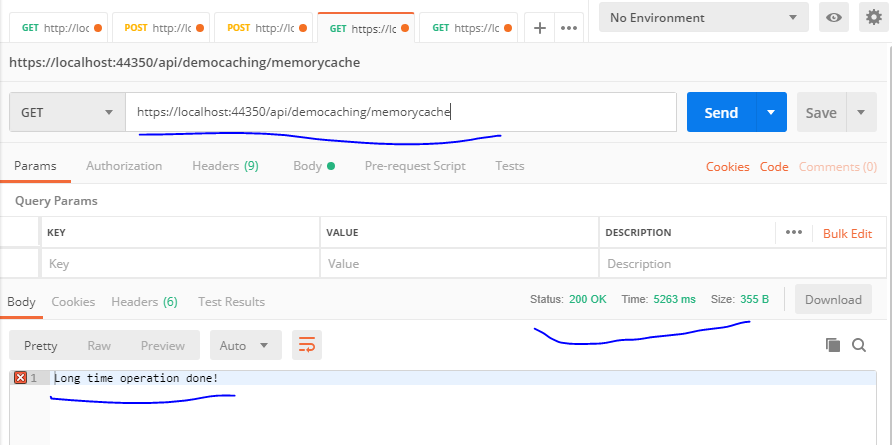 GET http://loc POST http://lo POST http://lo GET https://lc GET https://lc + ••• No Environment
https://localhost:44350/api/democaching/memorycache
GET https://localhost:44350/api/democaching/memorycache Send Save
Params Authorization Headers (9) Body Pre-request Script Tests Cookies Code Comments (0)
Query Params
KEY VALUE DESCRIPTION ••• Bulk Edit
Key Value Description
Body Cookies Headers (6) Test Results Status: 200 OK Time: 5263 ms Size: 355 B Download
Pretty Raw Preview Auto
1 Long time operation done!